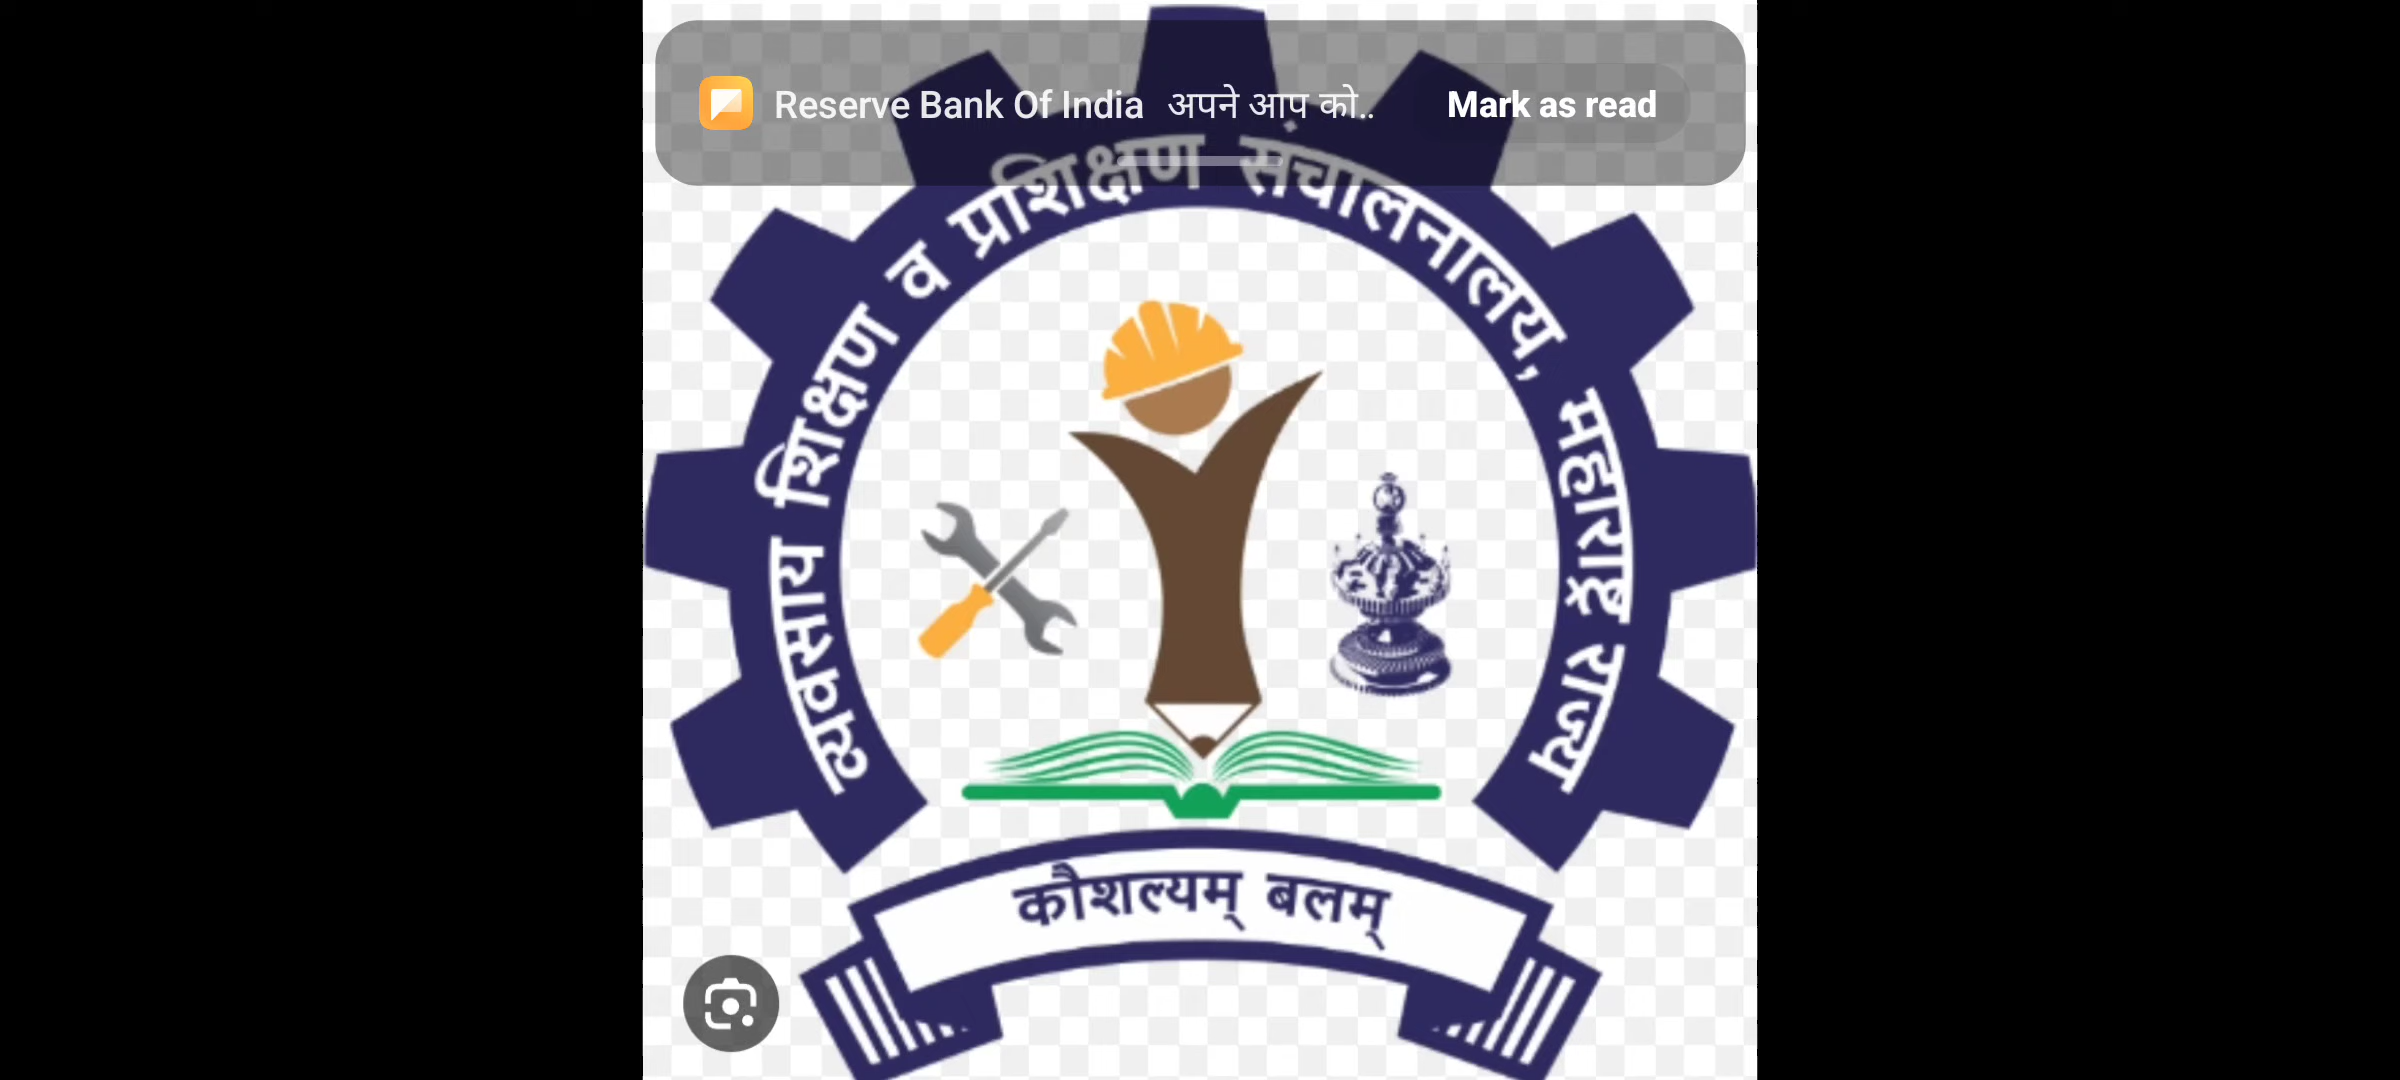 Reserve Bank Of India अपने आप को.. Mark as read
व्यवसाय शिक्षण व प्रशिक्षण संचालनालय, महाराष्ट्र राज्य
कौशल्यम् बलम्